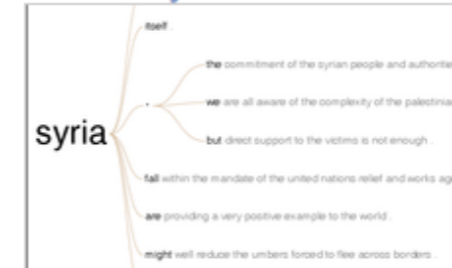 itself .
the commitment of the syrian people and authoritie
.
we are all aware of the complexity of the palestinia
syria
but direct support to the victims is not enough .
fall within the mandate of the united nations relief and works age
are providing a very positive example to the world .
might well reduce the umbers forced to flee across borders .